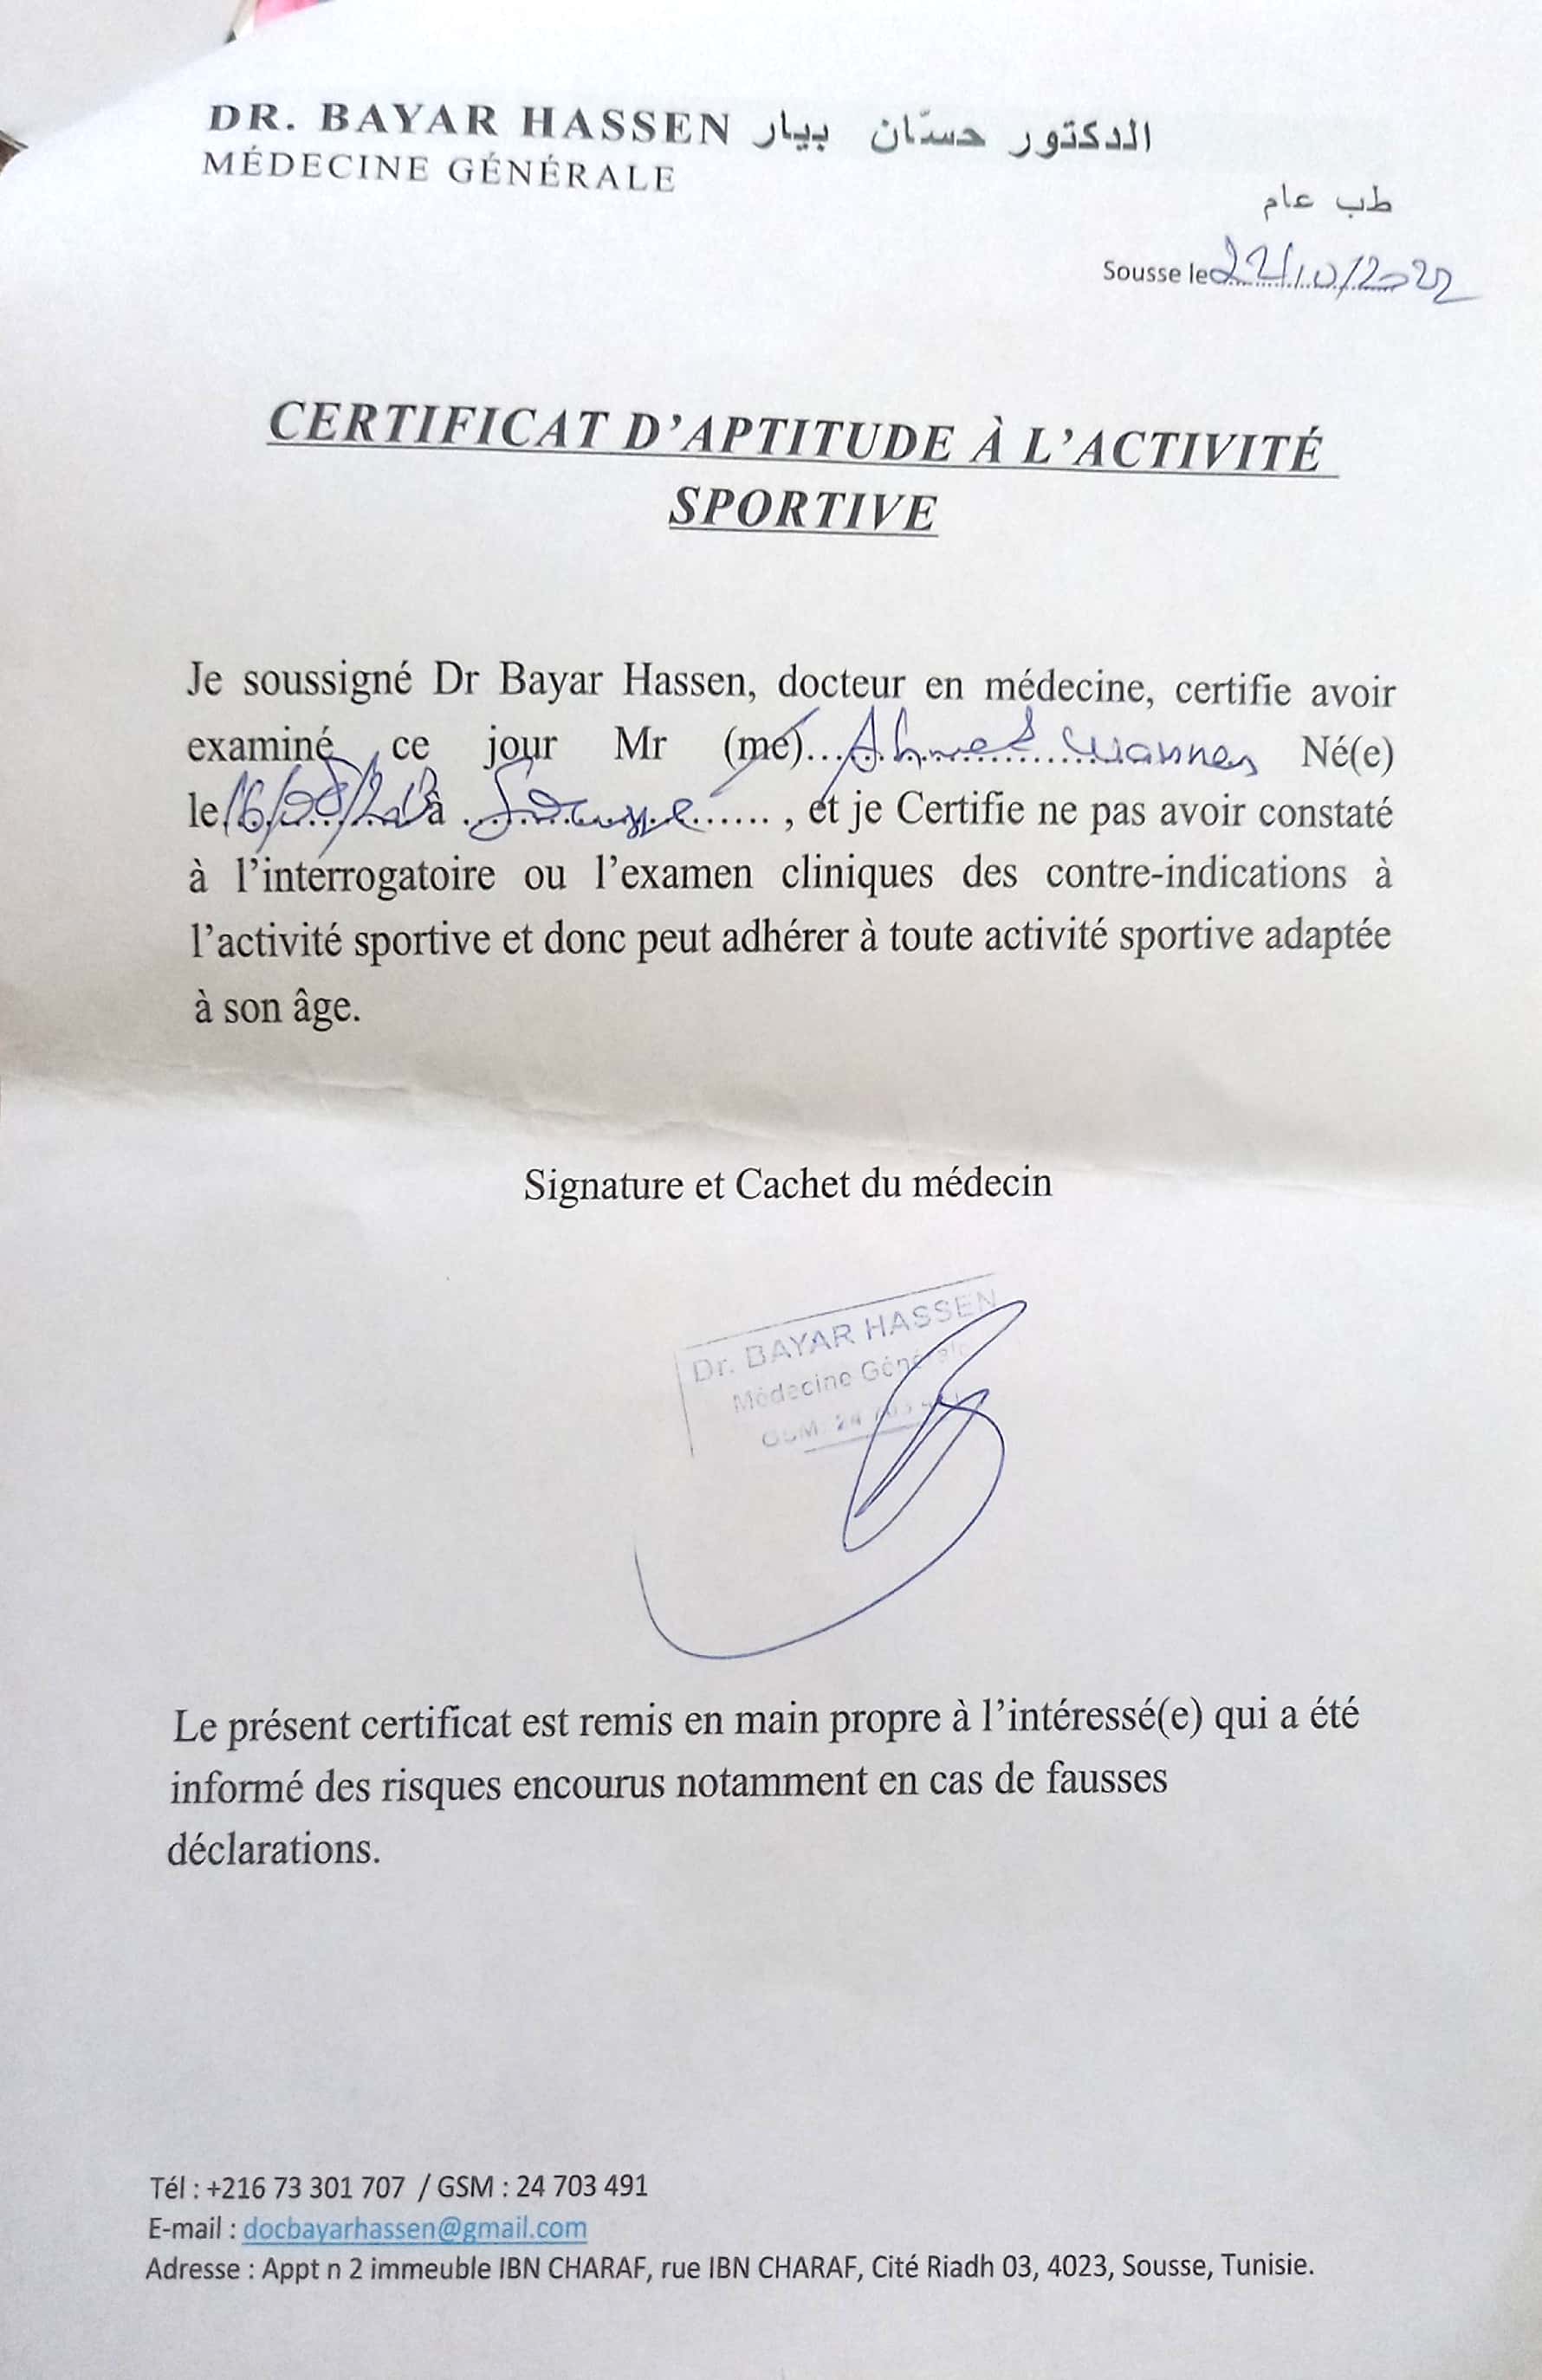 DR. BAYAR HASSEN الدكتور حسّان بيار
MÉDECINE GÉNÉRALE
طب عام
Sousse le 22/10/2022
CERTIFICAT D’APTITUDE À L’ACTIVITÉ
SPORTIVE
Je soussigné Dr Bayar Hassen, docteur en médecine, certifie avoir
examiné ce jour Mr (me)...Ahmed Né(e)
le 16/08/ à ...... , et je Certifie ne pas avoir constaté
à l’interrogatoire ou l’examen cliniques des contre-indications à
l’activité sportive et donc peut adhérer à toute activité sportive adaptée
à son âge.
Signature et Cachet du médecin
Dr. BAYAR HASSEN
Médecine Générale
GSM: 24 703 491
Le présent certificat est remis en main propre à l’intéressé(e) qui a été
informé des risques encourus notamment en cas de fausses
déclarations.
Tél : +216 73 301 707 / GSM : 24 703 491
E-mail : docbayarhassen@gmail.com
Adresse : Appt n 2 immeuble IBN CHARAF, rue IBN CHARAF, Cité Riadh 03, 4023, Sousse, Tunisie.